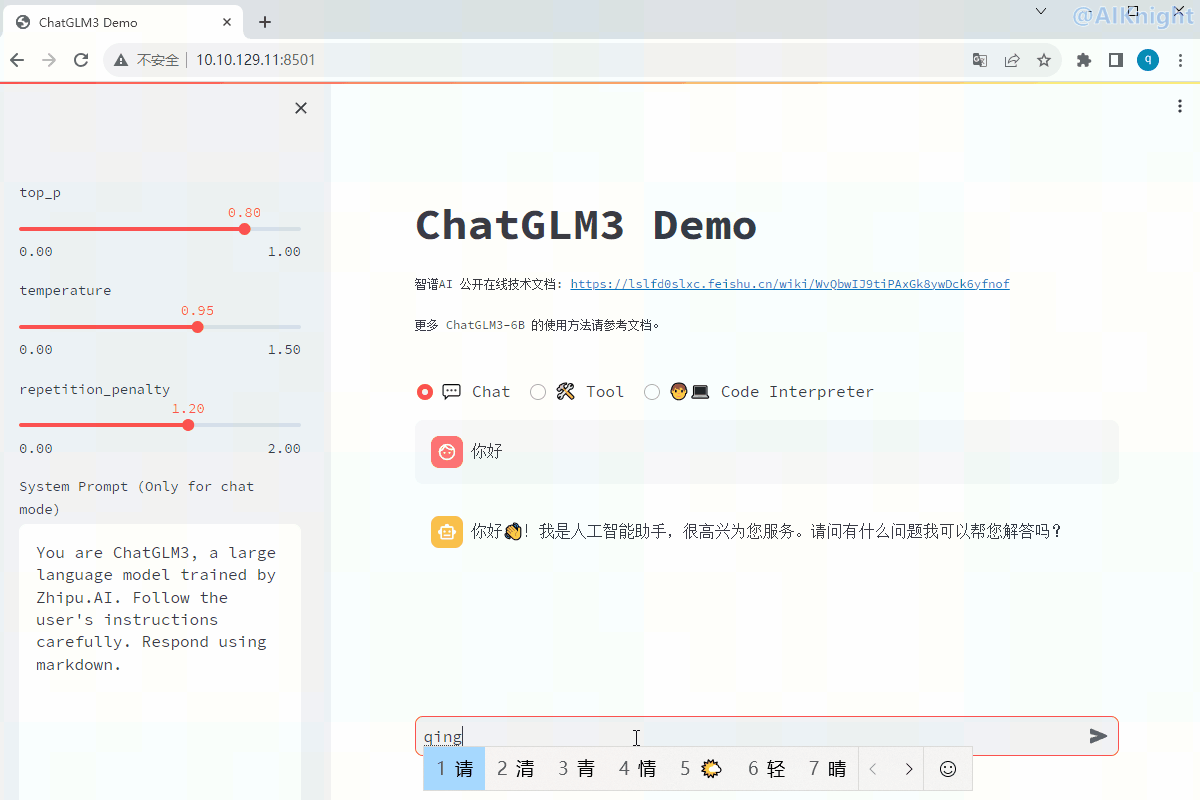 ChatGLM3 Demo
@AIKnight
不安全 10.10.129.11:8501
q
top_p
0.80
0.00 1.00
temperature
0.95
0.00 1.50
repetition_penalty
1.20
0.00 2.00
System Prompt (Only for chat
mode)
You are ChatGLM3, a large
language model trained by
Zhipu.AI. Follow the
user's instructions
carefully. Respond using
markdown.
ChatGLM3 Demo
智谱AI 公开在线技术文档: https://lslfd0slxc.feishu.cn/wiki/WvQbwIJ9tiPAxGk8ywDck6yfnof
更多 ChatGLM3-6B 的使用方法请参考文档。
💬 Chat 🛠 Tool 🧑‍💻 Code Interpreter
你好
你好👋！我是人工智能助手，很高兴为您服务。请问有什么问题我可以帮您解答吗？
qing
1 请 2 清 3 青 4 情 5 🌤 6 轻 7 晴